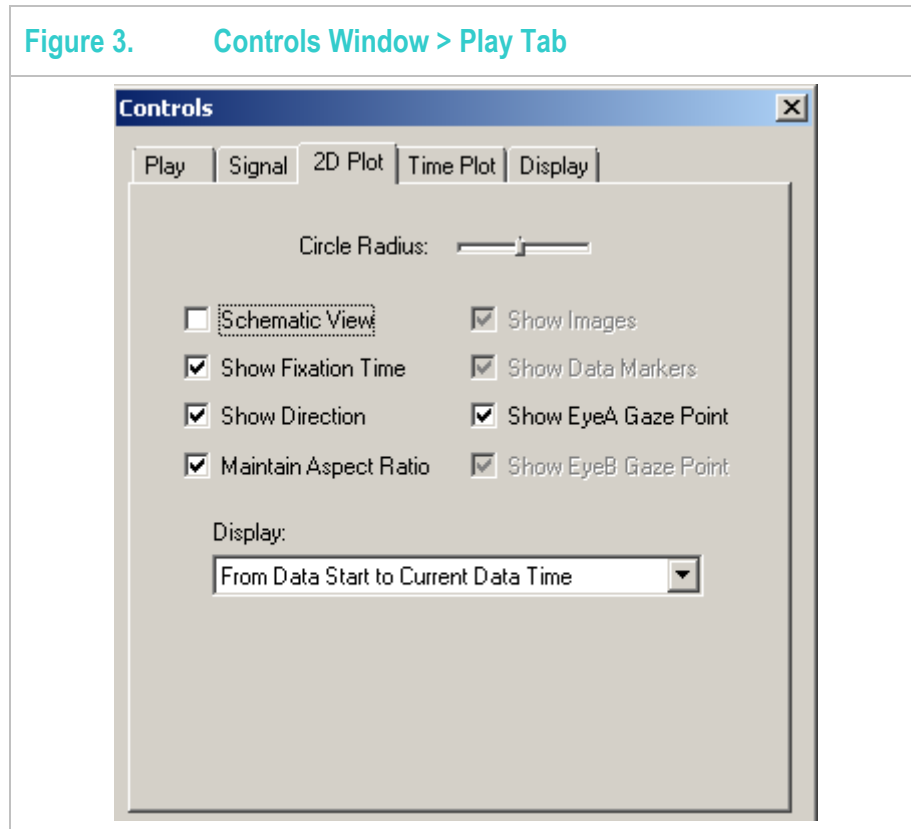 Figure 3. Controls Window > Play Tab
Controls
Play Signal 2D Plot Time Plot Display
Circle Radius:
Schematic View Show Images
Show Fixation Time Show Data Markers
Show Direction Show EyeA Gaze Point
Maintain Aspect Ratio Show EyeB Gaze Point
Display:
From Data Start to Current Data Time